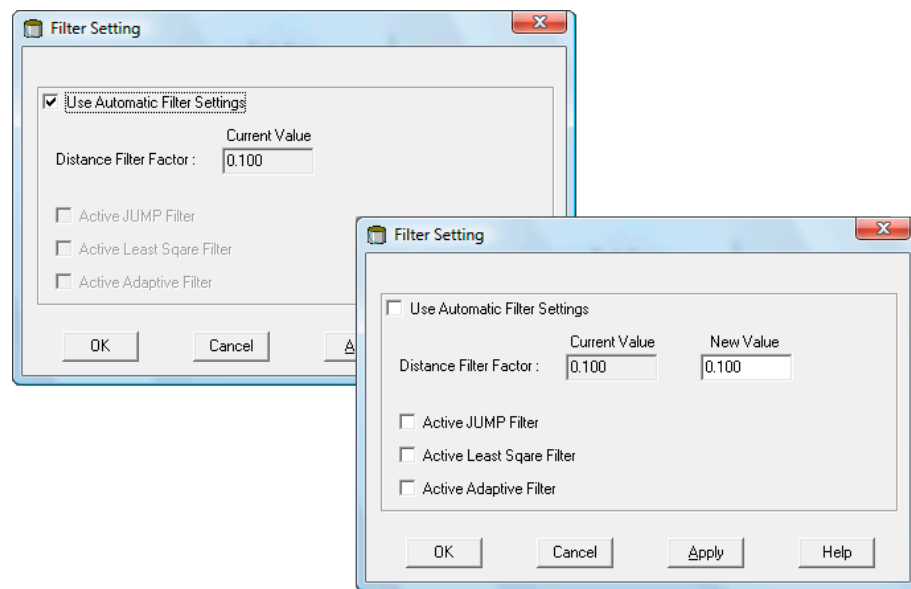 Filter Setting
Use Automatic Filter Settings
Current Value
Distance Filter Factor : 0.100
Active JUMP Filter
Active Least Sqare Filter
Active Adaptive Filter
OK Cancel A
Filter Setting
Use Automatic Filter Settings
Current Value New Value
Distance Filter Factor : 0.100 0.100
Active JUMP Filter
Active Least Sqare Filter
Active Adaptive Filter
OK Cancel Apply Help